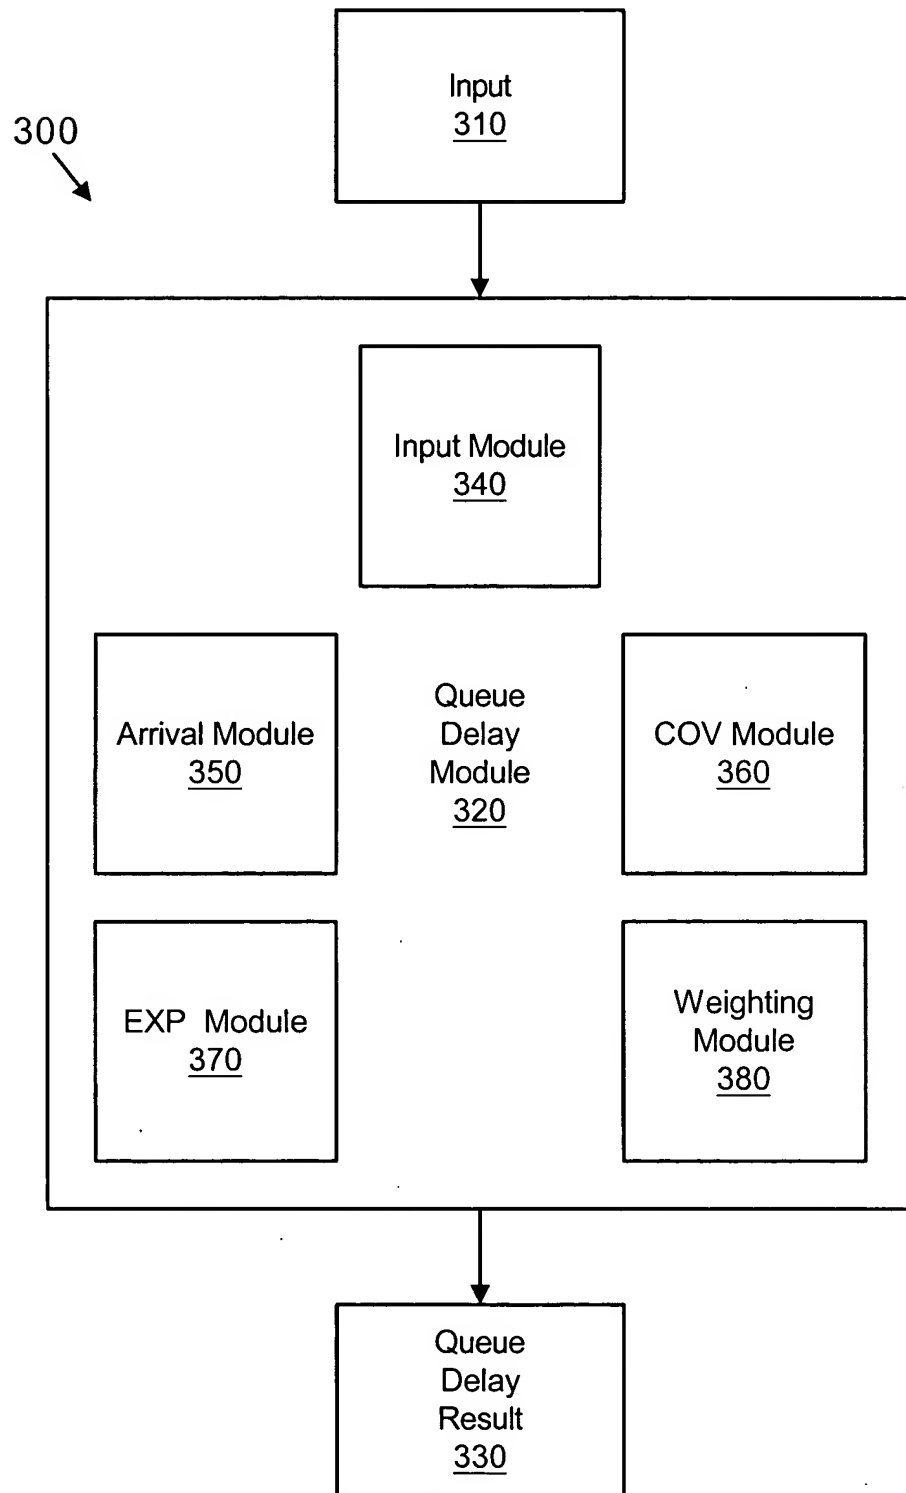 Input
310
300
Input Module
340
Arrival Module
350
Queue
Delay
Module
320
COV Module
360
EXP Module
370
Weighting
Module
380
Queue
Delay
Result
330